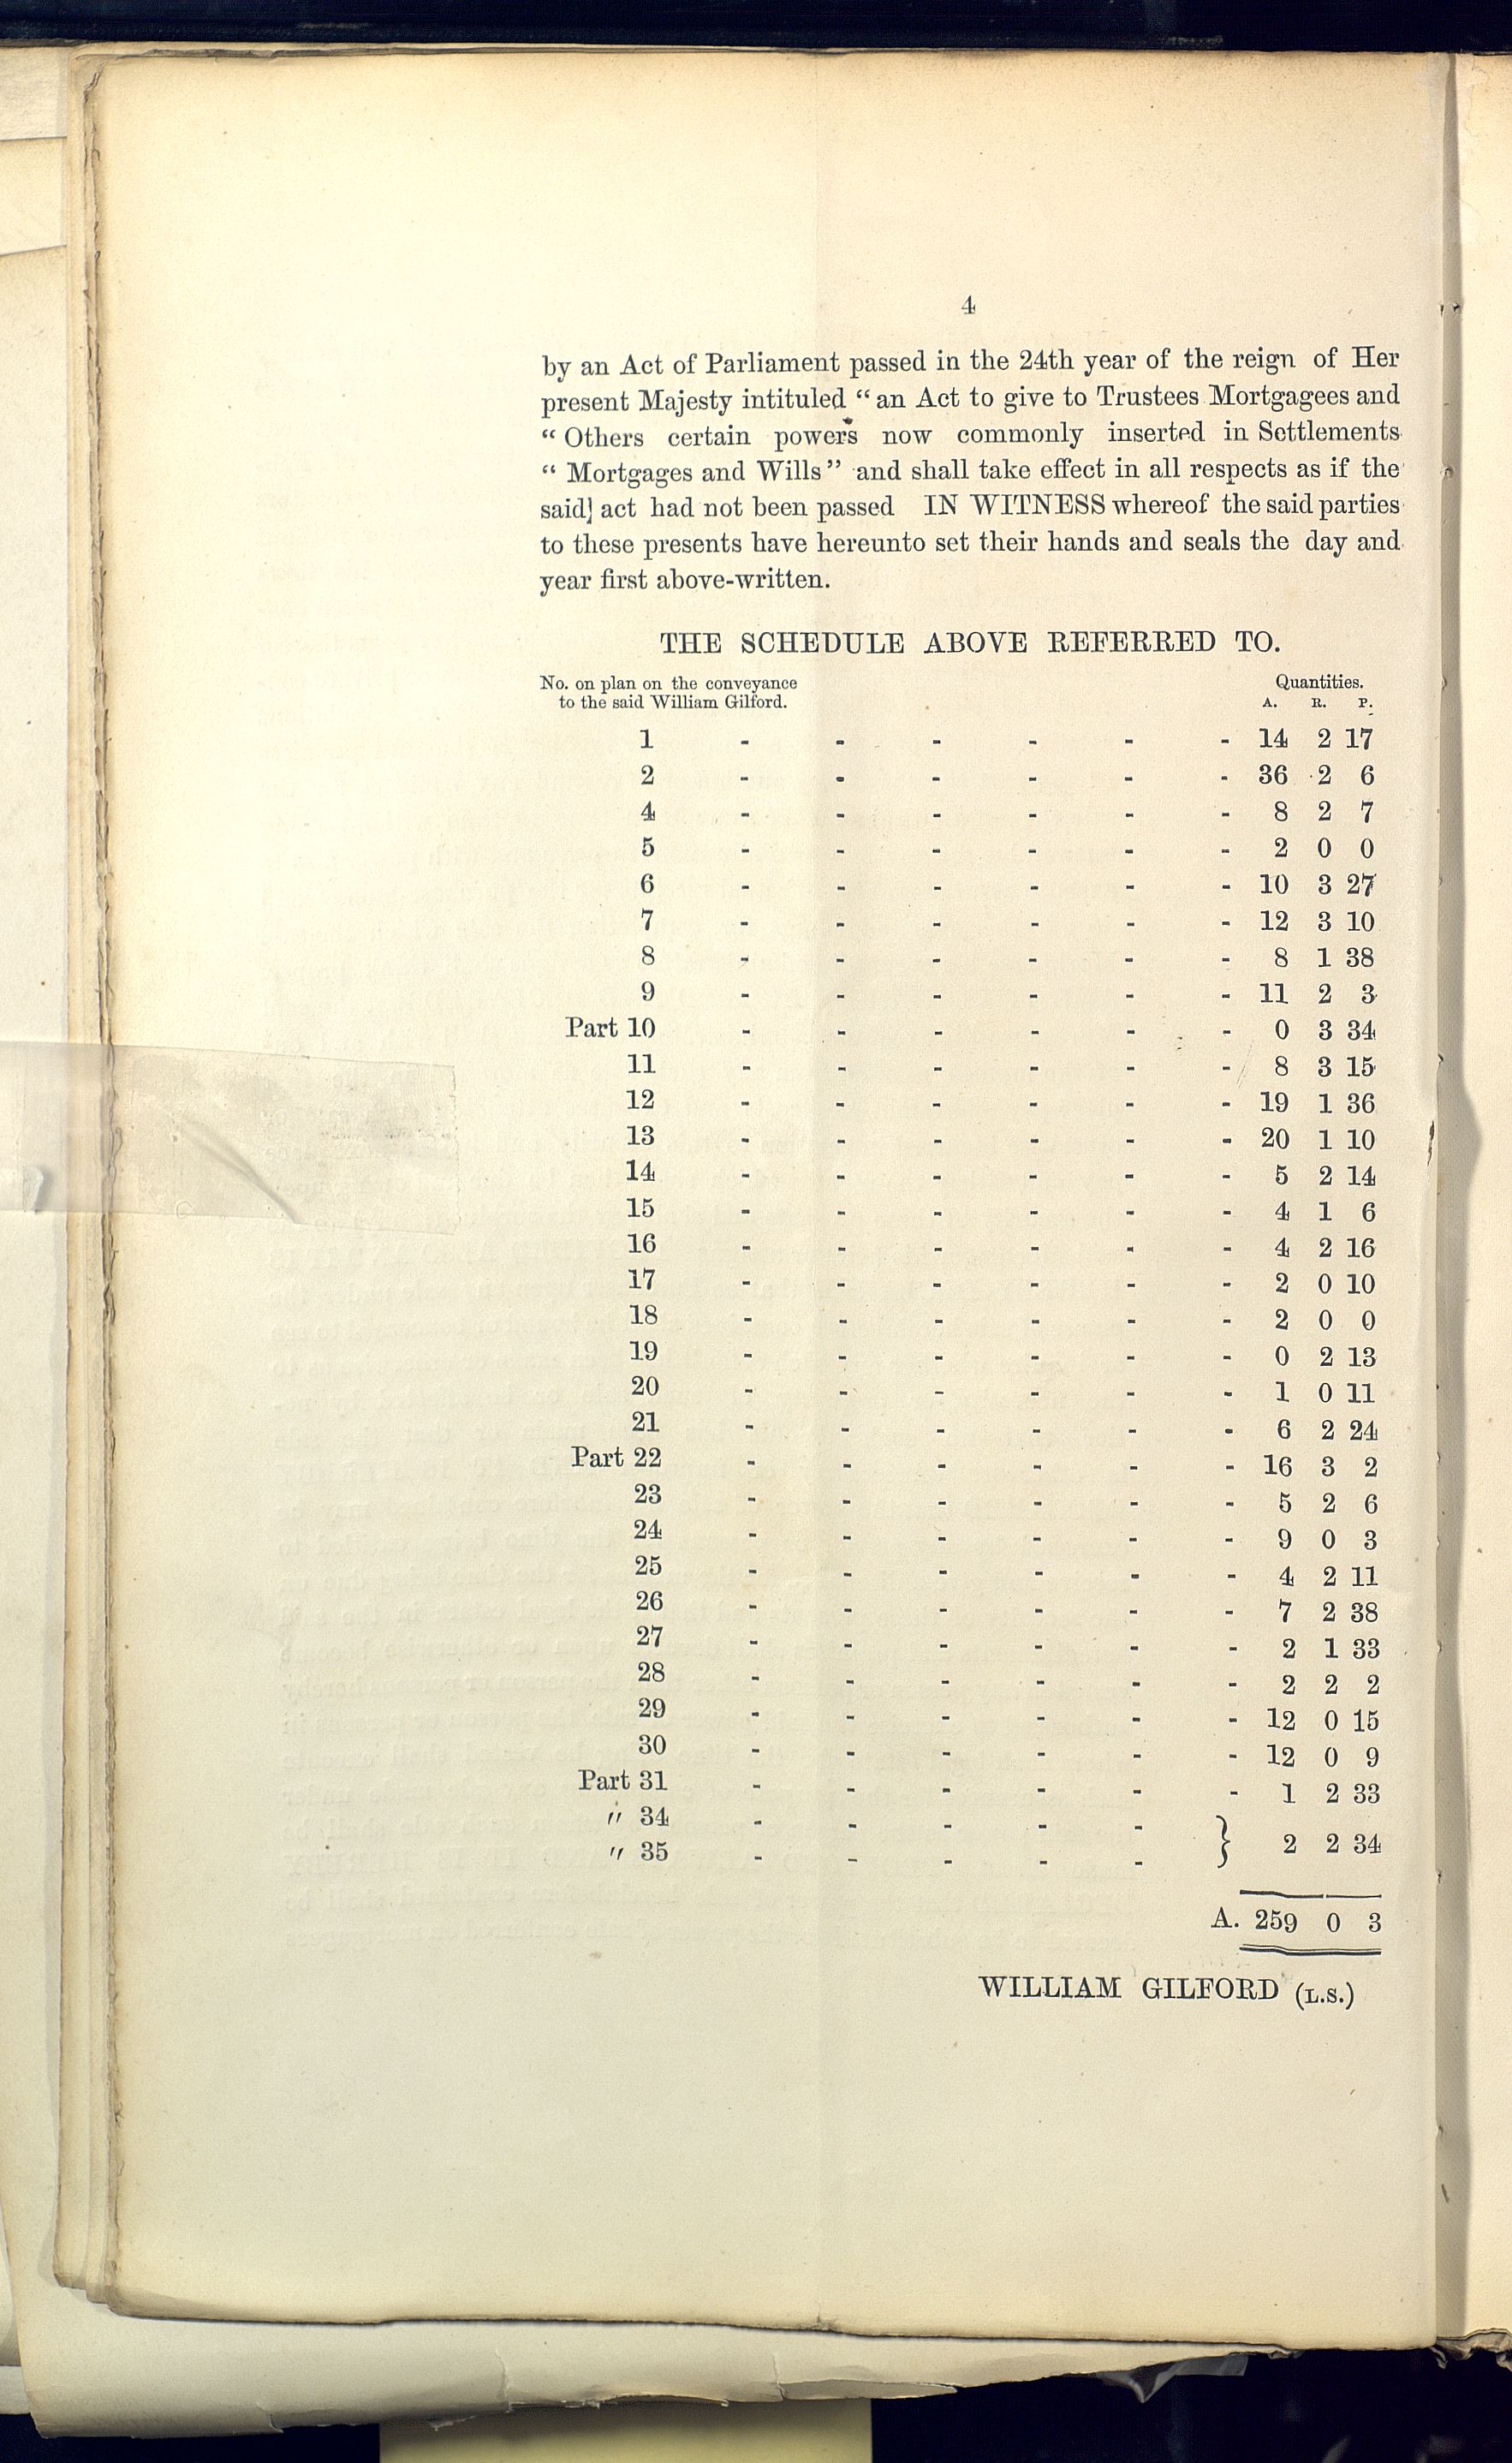 4
by an Act of Parliament passed in the 24th year of the reign of Her
present Majesty intituled “an Act to give to Trustees Mortgagees and
“Others certain powers now commonly inserted in Settlements
“Mortgages and Wills” and shall take effect in all respects as if the
said] act had not been passed IN WITNESS whereof the said parties
to these presents have hereunto set their hands and seals the day and
year first above-written.
THE SCHEDULE ABOVE REFERRED TO.
No. on plan on the conveyance Quantities.
to the said William Gilford. A. R. P.
1 - - - - - - 14 2 17
2 - - - - - - 36 2 6
4 - - - - - - 8 2 7
5 - - - - - - 2 0 0
6 - - - - - - 10 3 27
7 - - - - - - 12 3 10
8 - - - - - - 8 1 38
9 - - - - - - 11 2 3
Part 10 - - - - - - 0 3 34
11 - - - - - - 8 3 15
12 - - - - - - 19 1 36
13 - - - - - - 20 1 10
14 - - - - - - 5 2 14
15 - - - - - - 4 1 6
16 - - - - - - 4 2 16
17 - - - - - - 2 0 10
18 - - - - - - 2 0 0
19 - - - - - - 0 2 13
20 - - - - - - 1 0 11
21 - - - - - - 6 2 24
Part 22 - - - - - - 16 3 2
23 - - - - - - 5 2 6
24 - - - - - - 9 0 3
25 - - - - - - 4 2 11
26 - - - - - - 7 2 38
27 - - - - - - 2 1 33
28 - - - - - - 2 2 2
29 - - - - - - 12 0 15
30 - - - - - - 12 0 9
Part 31 - - - - - - 1 2 33
" 34 - - - - - } 2 2 34
" 35 - - - - -
A. 259 0 3
WILLIAM GILFORD (L.S.)